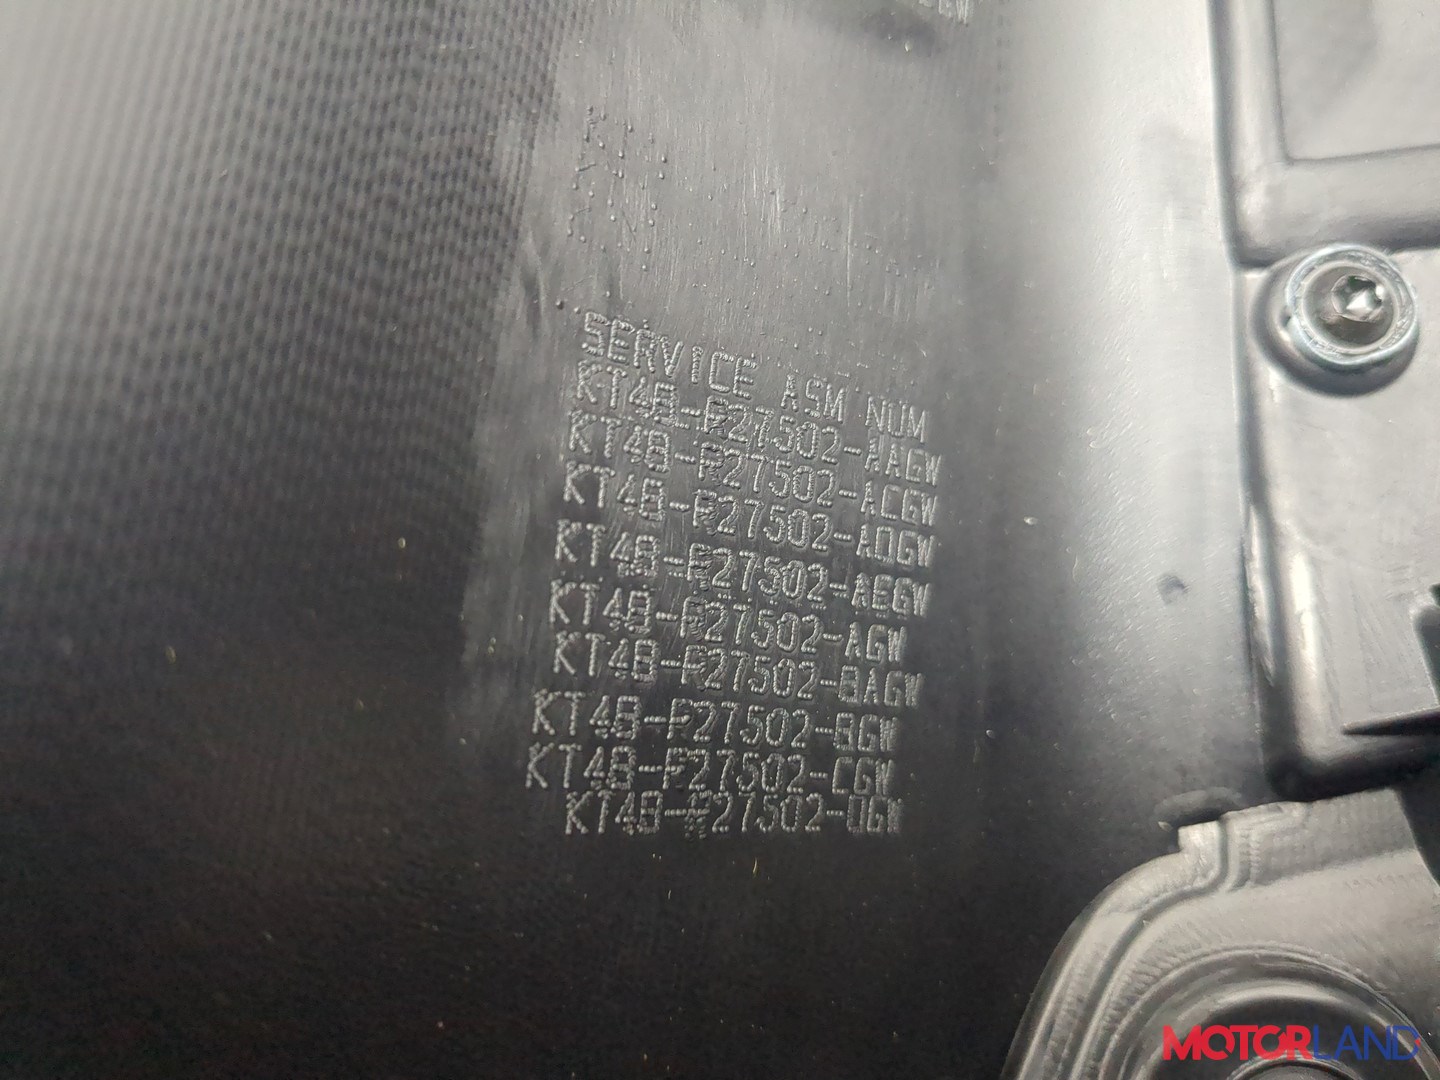 SERVICE ASM NUM
KT4B-R27502-AAGW
KT4B-R27502-ACGW
KT4B-R27502-ADGW
KT4B-R27502-AEGW
KT4B-R27502-AGW
KT4B-R27502-BAGW
KT4B-R27502-BGW
KT4B-R27502-CGW
KT4B-R27502-DGW
MOTORLAND